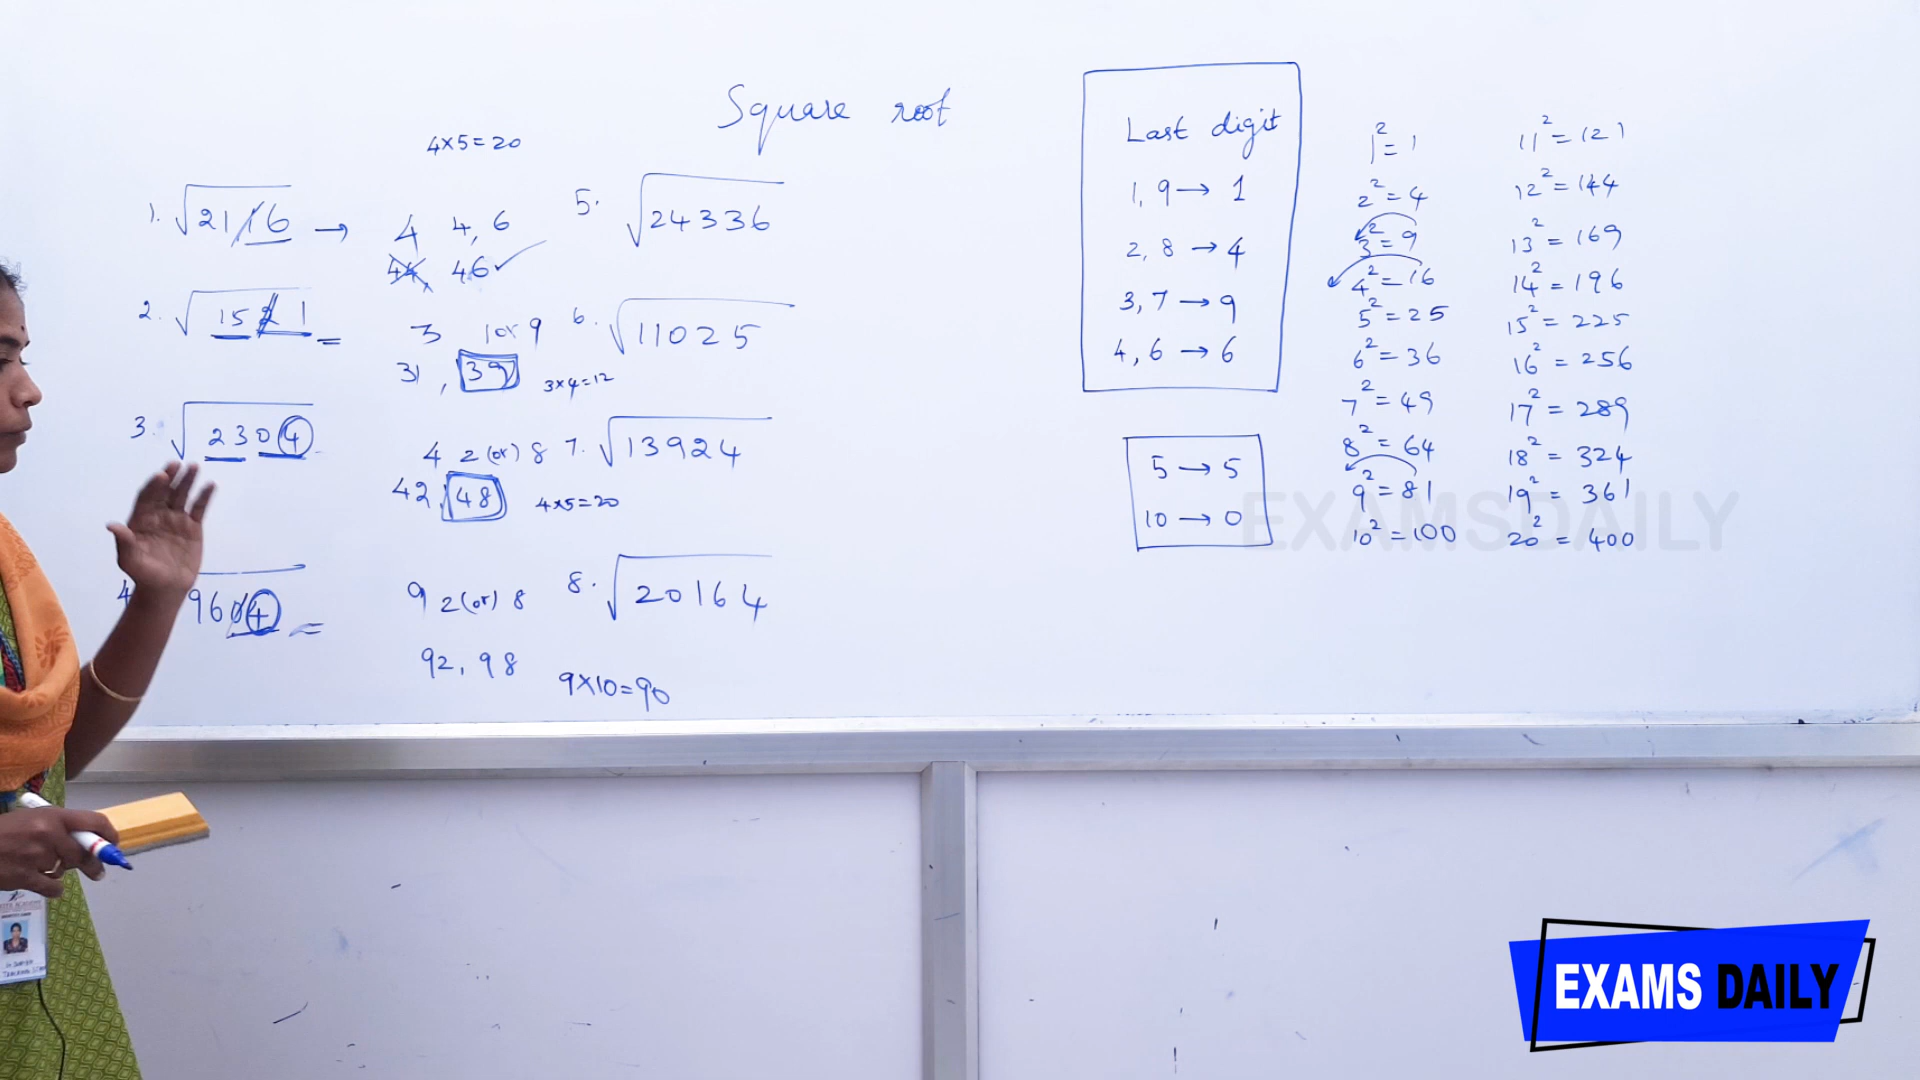 Square root
4×5=20
1. √2116 → 4 4, 6
44 46 ✓
2. √1521 3 1 or 9
31, 39 3×4=12
3. √2304 4 2 (or) 8
42, 48 4×5=20
4. 9604 9 2 (or) 8
92, 98
9×10=90
5. √24336
6. √11025
7. √13924
8. √20164
Last digit
1, 9 → 1
2, 8 → 4
3, 7 → 9
4, 6 → 6
5 → 5
10 → 0
1² = 1
2² = 4
3² = 9
4² = 16
5² = 25
6² = 36
7² = 49
8² = 64
9² = 81
10² = 100
11² = 121
12² = 144
13² = 169
14² = 196
15² = 225
16² = 256
17² = 289
18² = 324
19² = 361
20² = 400
EXAMSDAILY
EXAMS DAILY